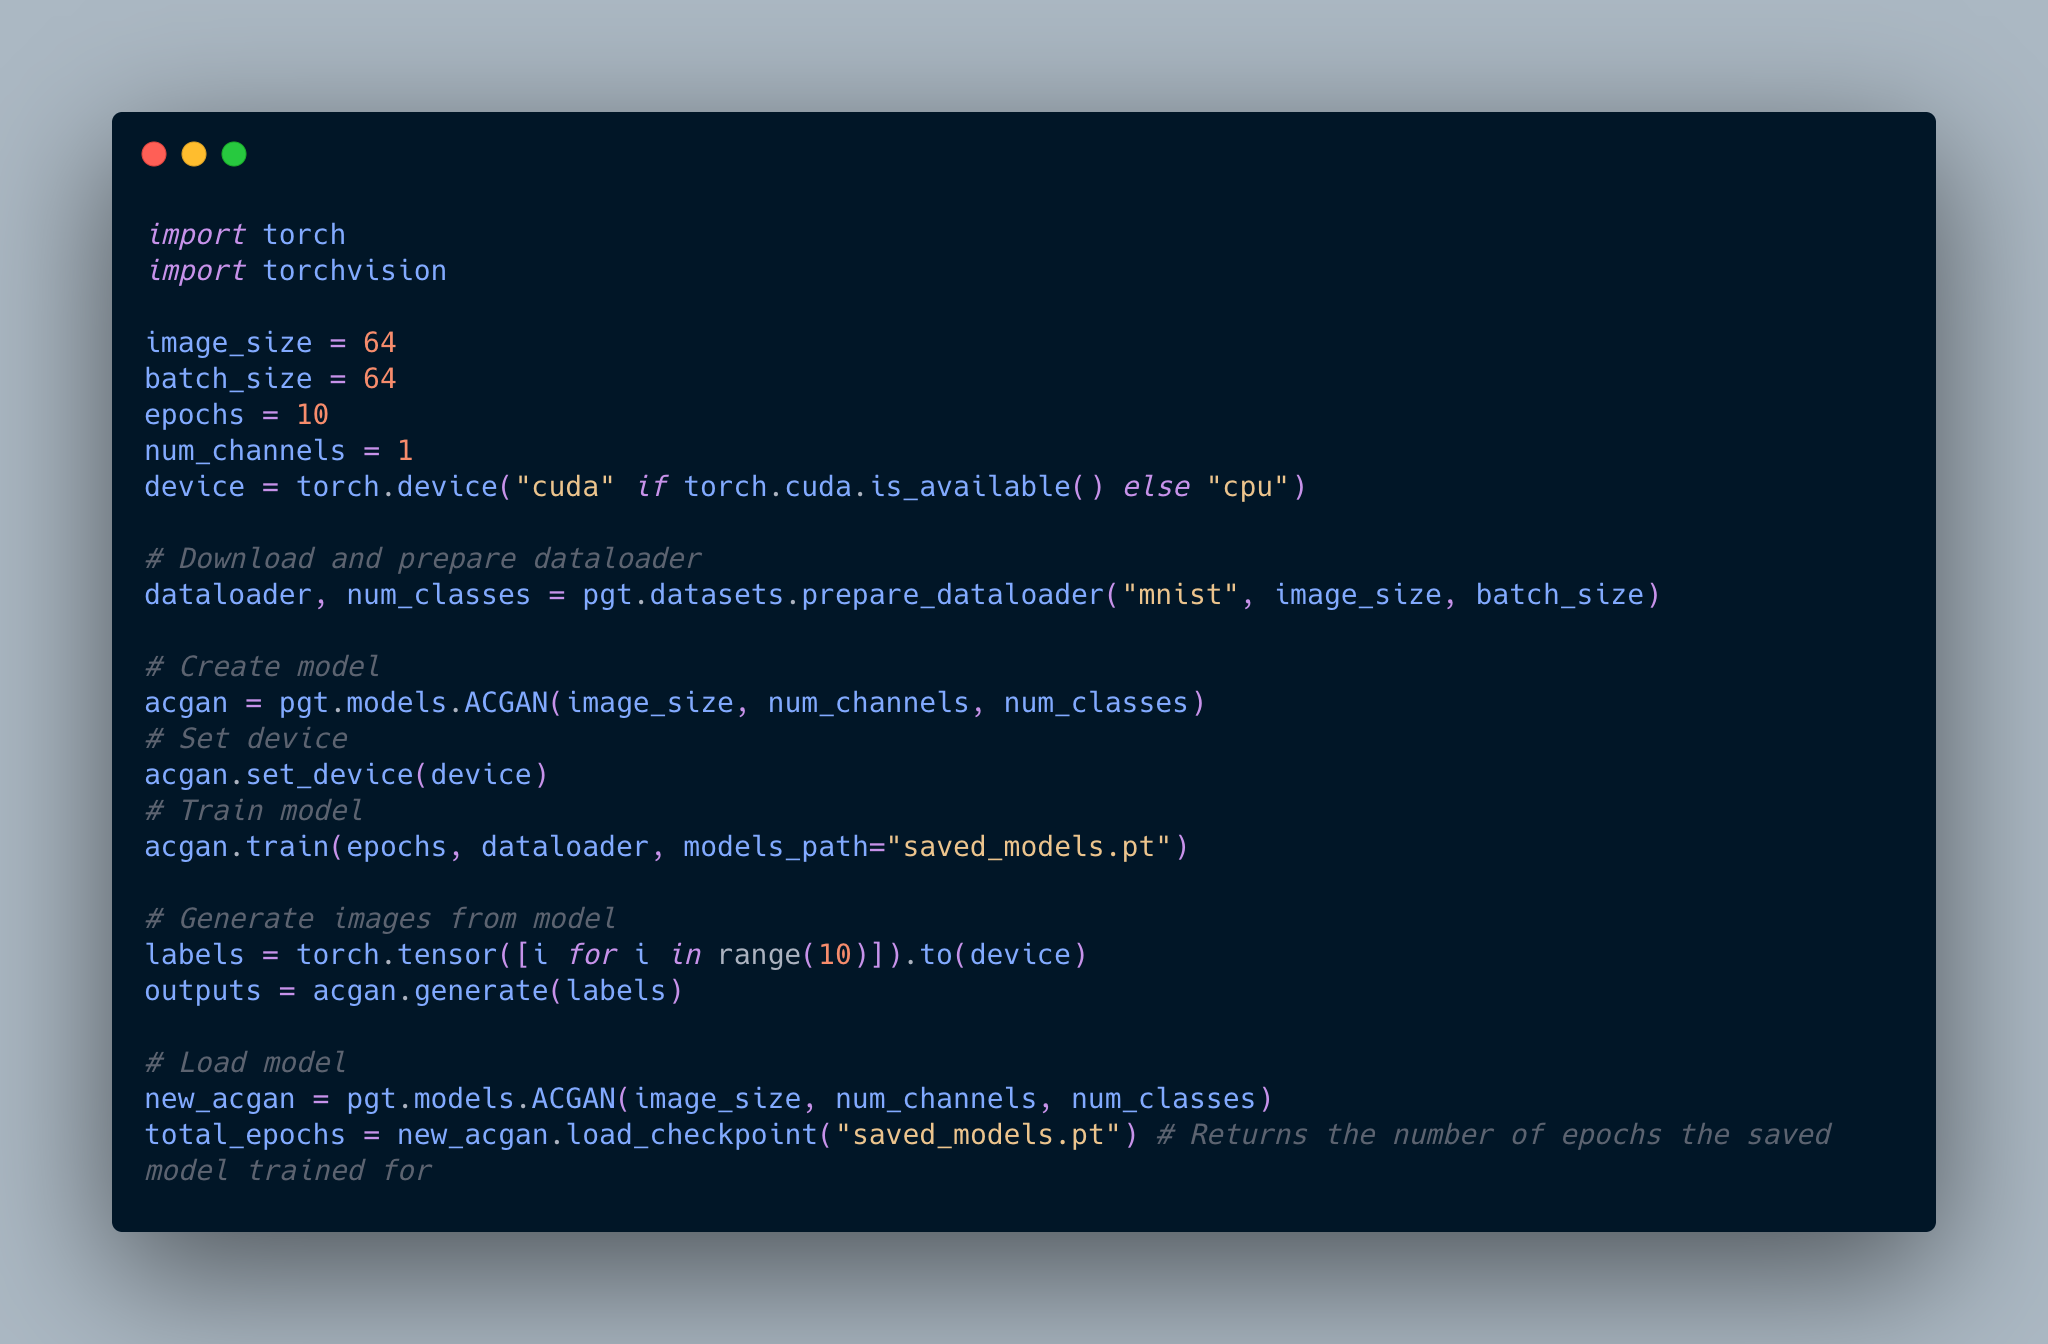 import torch
import torchvision

image_size = 64
batch_size = 64
epochs = 10
num_channels = 1
device = torch.device("cuda" if torch.cuda.is_available() else "cpu")

# Download and prepare dataloader
dataloader, num_classes = pgt.datasets.prepare_dataloader("mnist", image_size, batch_size)

# Create model
acgan = pgt.models.ACGAN(image_size, num_channels, num_classes)
# Set device
acgan.set_device(device)
# Train model
acgan.train(epochs, dataloader, models_path="saved_models.pt")

# Generate images from model
labels = torch.tensor([i for i in range(10)]).to(device)
outputs = acgan.generate(labels)

# Load model
new_acgan = pgt.models.ACGAN(image_size, num_channels, num_classes)
total_epochs = new_acgan.load_checkpoint("saved_models.pt") # Returns the number of epochs the saved
model trained for